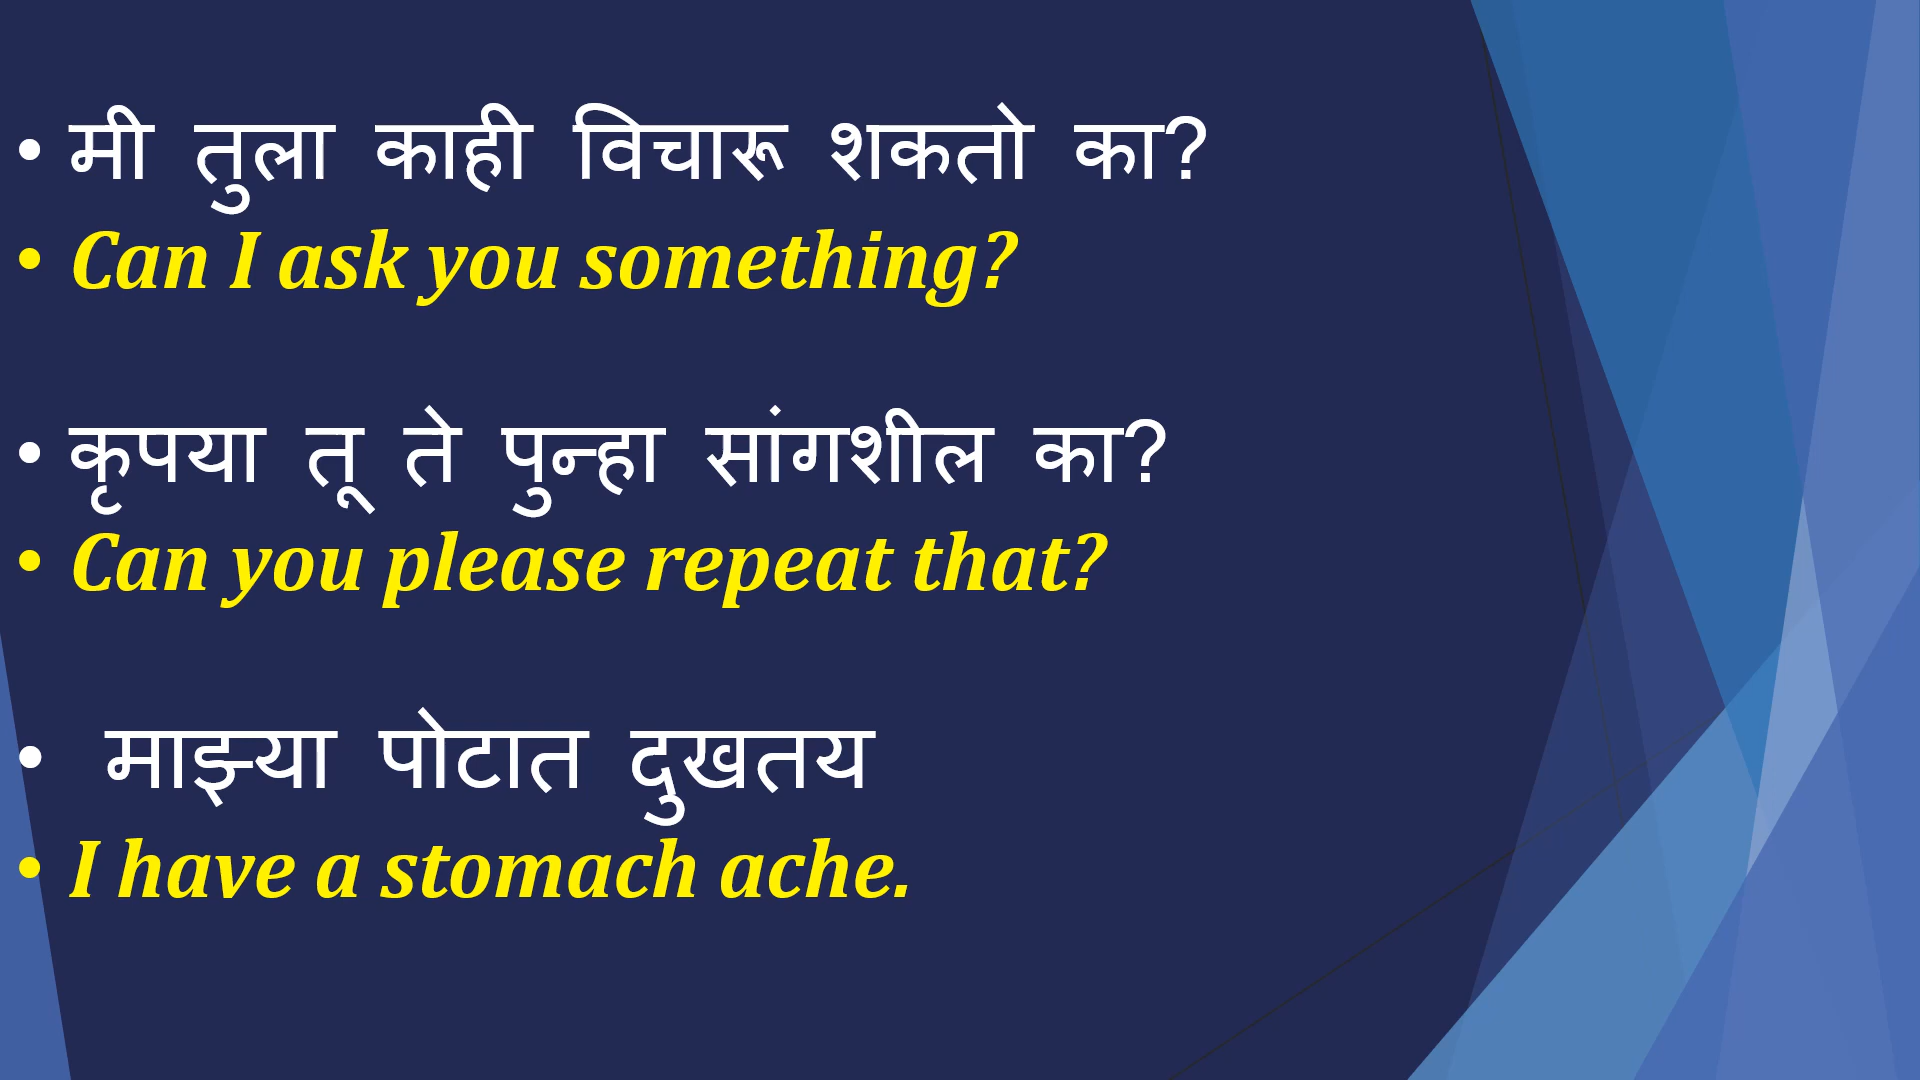 • मी तुला काही विचारू शकतो का?
• Can I ask you something?
• कृपया तू ते पुन्हा सांगशील का?
• Can you please repeat that?
• माझ्या पोटात दुखतय
• I have a stomach ache.